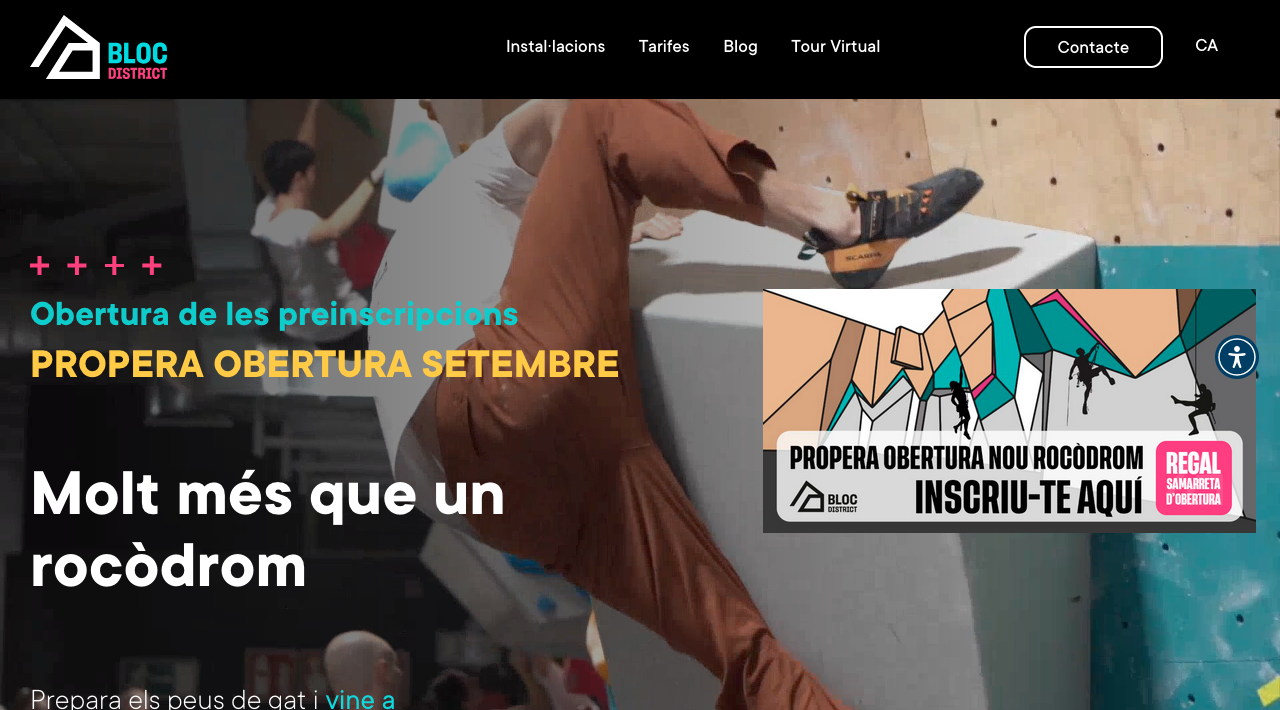 BLOC
DISTRICT
Instal·lacions
Tarifes
Blog
Tour Virtual
Contacte
CA
++++
Obertura de les preinscripcions
PROPERA OBERTURA SETEMBRE
Molt més que un
rocòdrom
Prepara els peus de gat i vine a
SCARPA
PROPERA OBERTURA NOU ROCÒDROM
INSCRIU-TE AQUÍ
BLOC
DISTRICT
REGAL
SAMARRETA
D'OBERTURA